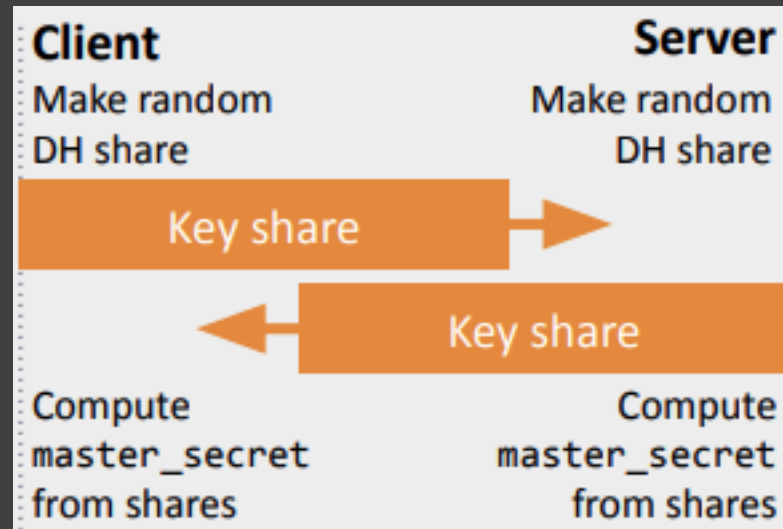 Client
Server
Make random
DH share
Make random
DH share
Key share
Key share
Compute
master_secret
from shares
Compute
master_secret
from shares